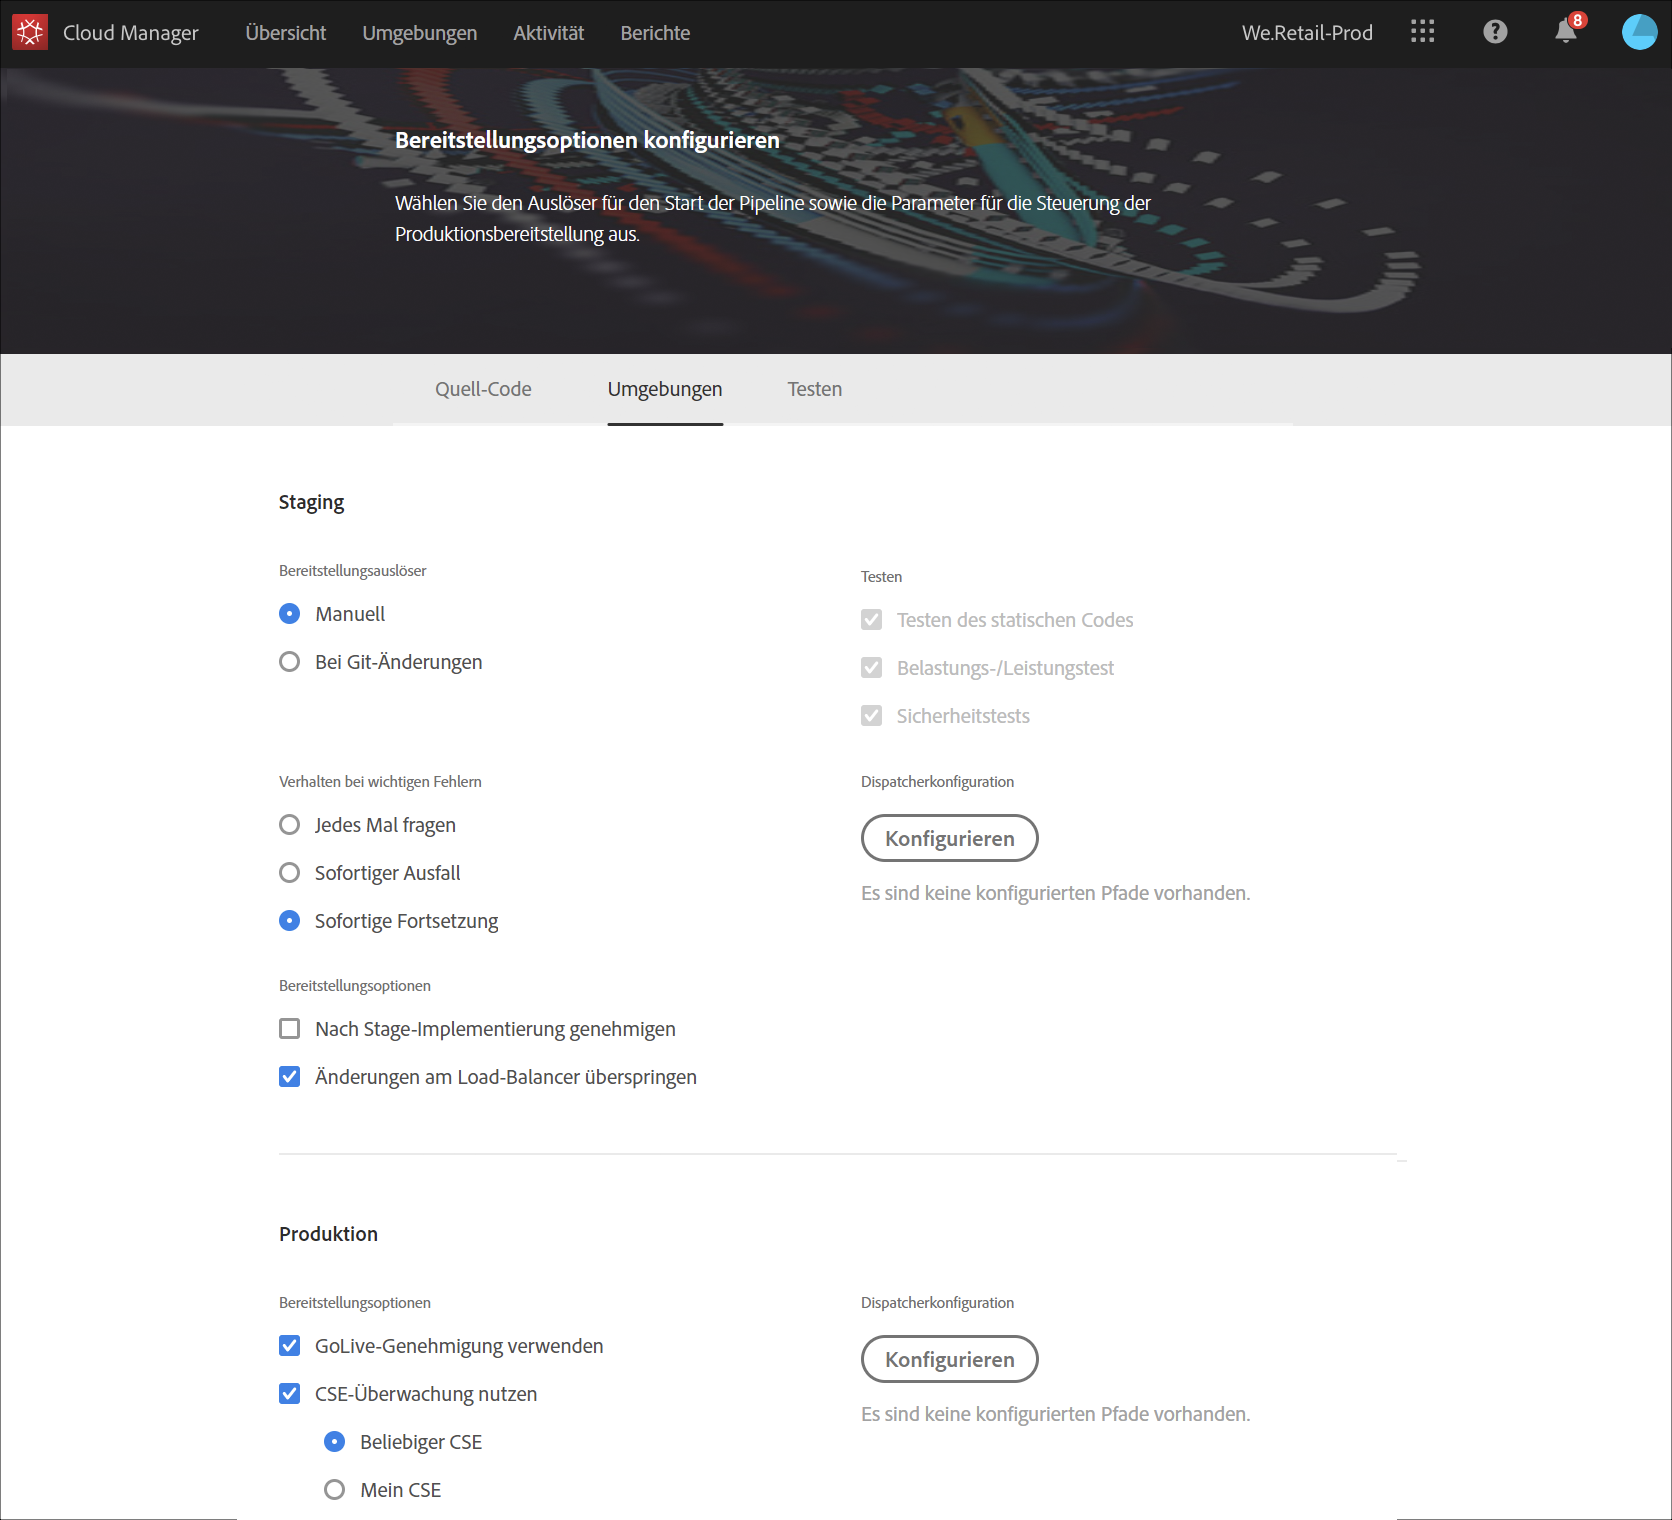 Cloud Manager Übersicht Umgebungen Aktivität Berichte We.Retail-Prod ? 8
Bereitstellungsoptionen konfigurieren
Wählen Sie den Auslöser für den Start der Pipeline sowie die Parameter für die Steuerung der
Produktionsbereitstellung aus.
Quell-Code Umgebungen Testen
Staging
Bereitstellungsauslöser
Manuell
Bei Git-Änderungen
Testen
Testen des statischen Codes
Belastungs-/Leistungstest
Sicherheitstests
Verhalten bei wichtigen Fehlern
Jedes Mal fragen
Sofortiger Ausfall
Sofortige Fortsetzung
Dispatcherkonfiguration
Konfigurieren
Es sind keine konfigurierten Pfade vorhanden.
Bereitstellungsoptionen
Nach Stage-Implementierung genehmigen
Änderungen am Load-Balancer überspringen
Produktion
Bereitstellungsoptionen
GoLive-Genehmigung verwenden
CSE-Überwachung nutzen
Beliebiger CSE
Mein CSE
Dispatcherkonfiguration
Konfigurieren
Es sind keine konfigurierten Pfade vorhanden.